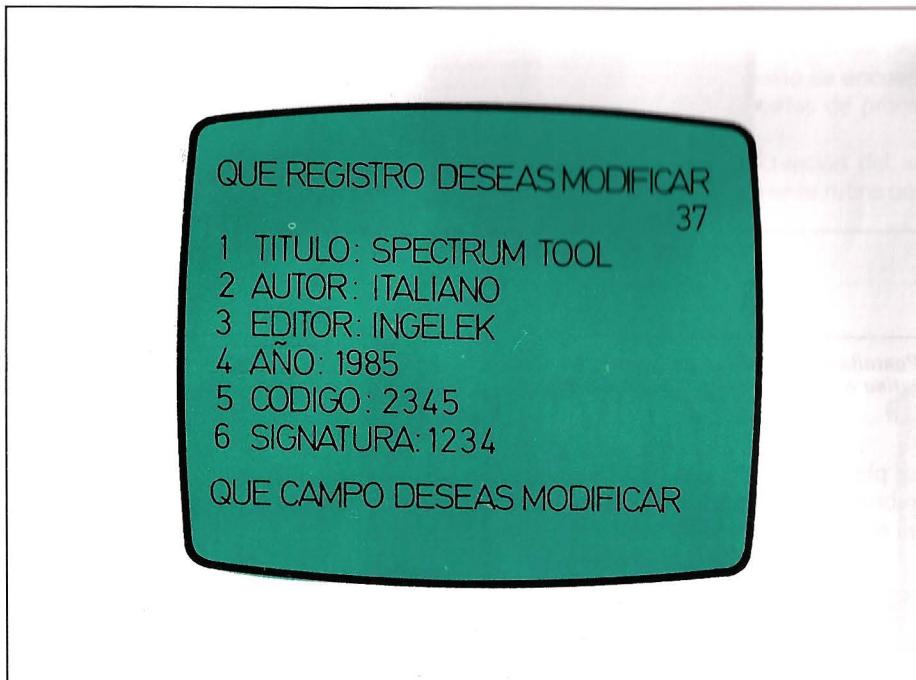 QUE REGISTRO DESEAS MODIFICAR
37
1 TITULO: SPECTRUM TOOL
2 AUTOR: ITALIANO
3 EDITOR: INGELEK
4 AÑO: 1985
5 CODIGO: 2345
6 SIGNATURA: 1234
QUE CAMPO DESEAS MODIFICAR